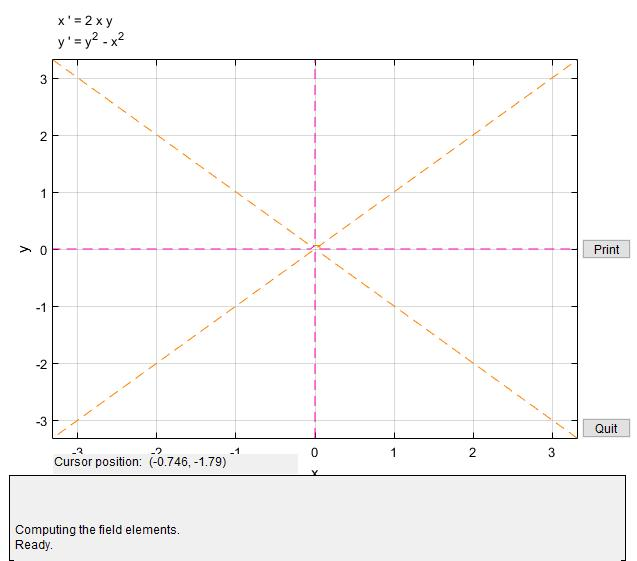 x ' = 2 x y
y ' = y² - x²
3
2
1
0
-1
-2
-3
y
-3 -2 -1 0 1 2 3
x
Print
Quit
Cursor position: (-0.746, -1.79)
Computing the field elements.
Ready.